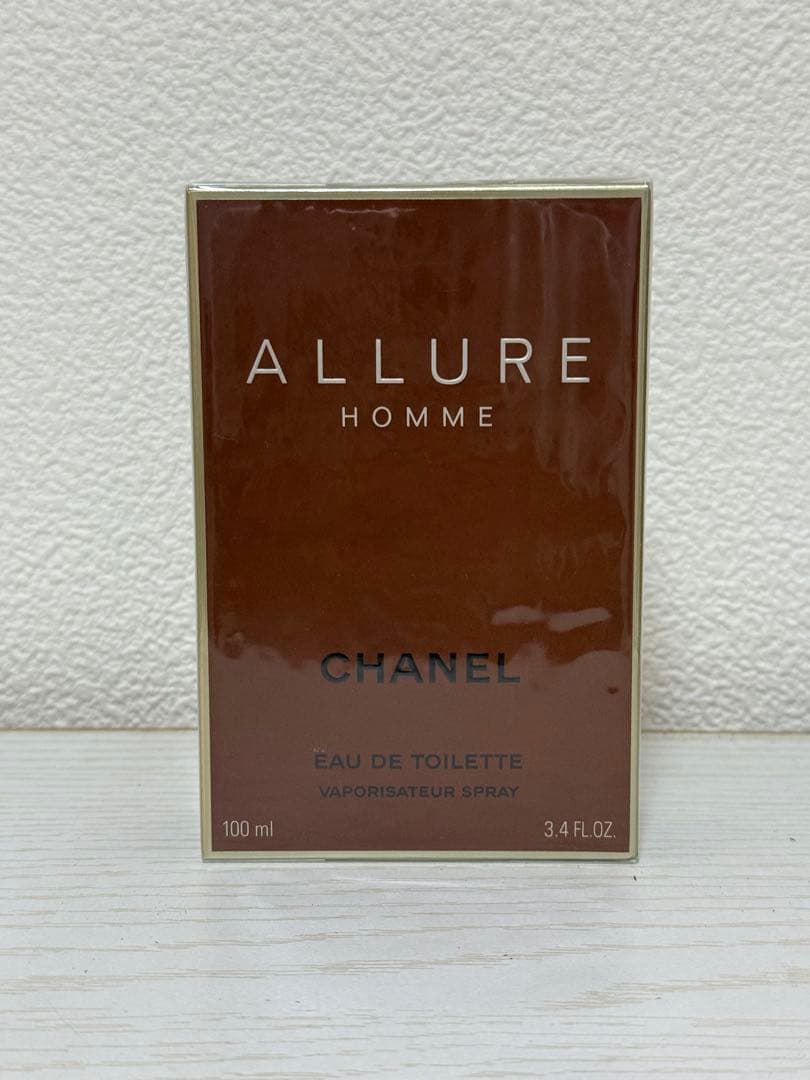 ALLURE
HOMME
CHANEL
EAU DE TOILETTE
VAPORISATEUR SPRAY
100 ml
3.4 FL.OZ.